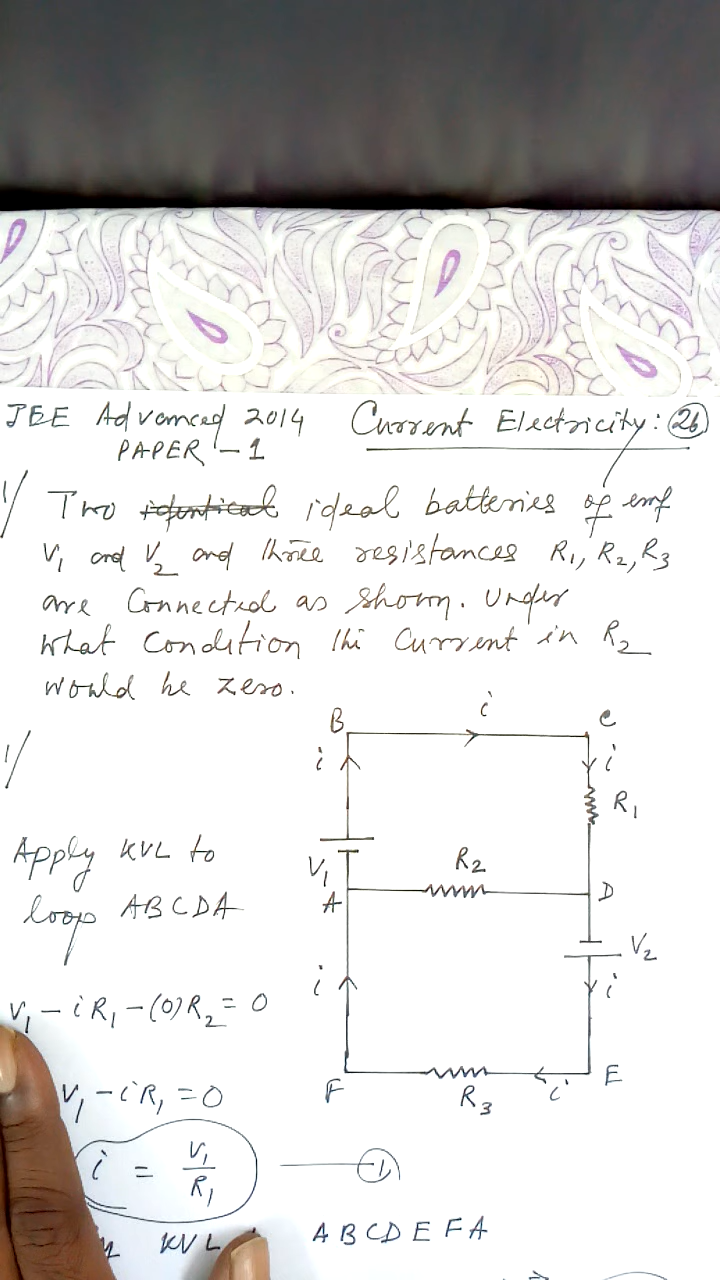 JEE Advanced 2014 Current Electricity: 26
PAPER-1
1/ Two identical ideal batteries of emf
V1 and V2 and three resistances R1, R2, R3
are Connected as shown. Under
what Condition the Current in R2
would be zero.
1/
B i C
i i
R1
Apply KVL to
loop ABCDA
V1 R2
A D
V2
i i
V1 - iR1 - (0)R2 = 0
F R3 i E
V1 - iR1 = 0
i = V1/R1 — 1
KVL ABCDEFA